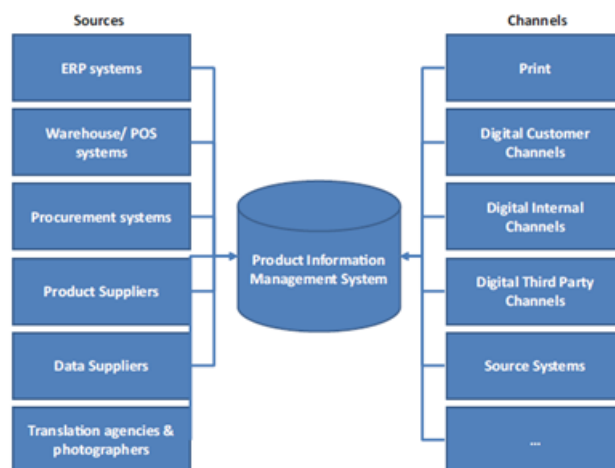 Sources
Channels
ERP systems
Warehouse/ POS
systems
Procurement systems
Product Suppliers
Data Suppliers
Translation agencies &
photographers
Product Information
Management System
Print
Digital Customer
Channels
Digital Internal
Channels
Digital Third Party
Channels
Source Systems
...